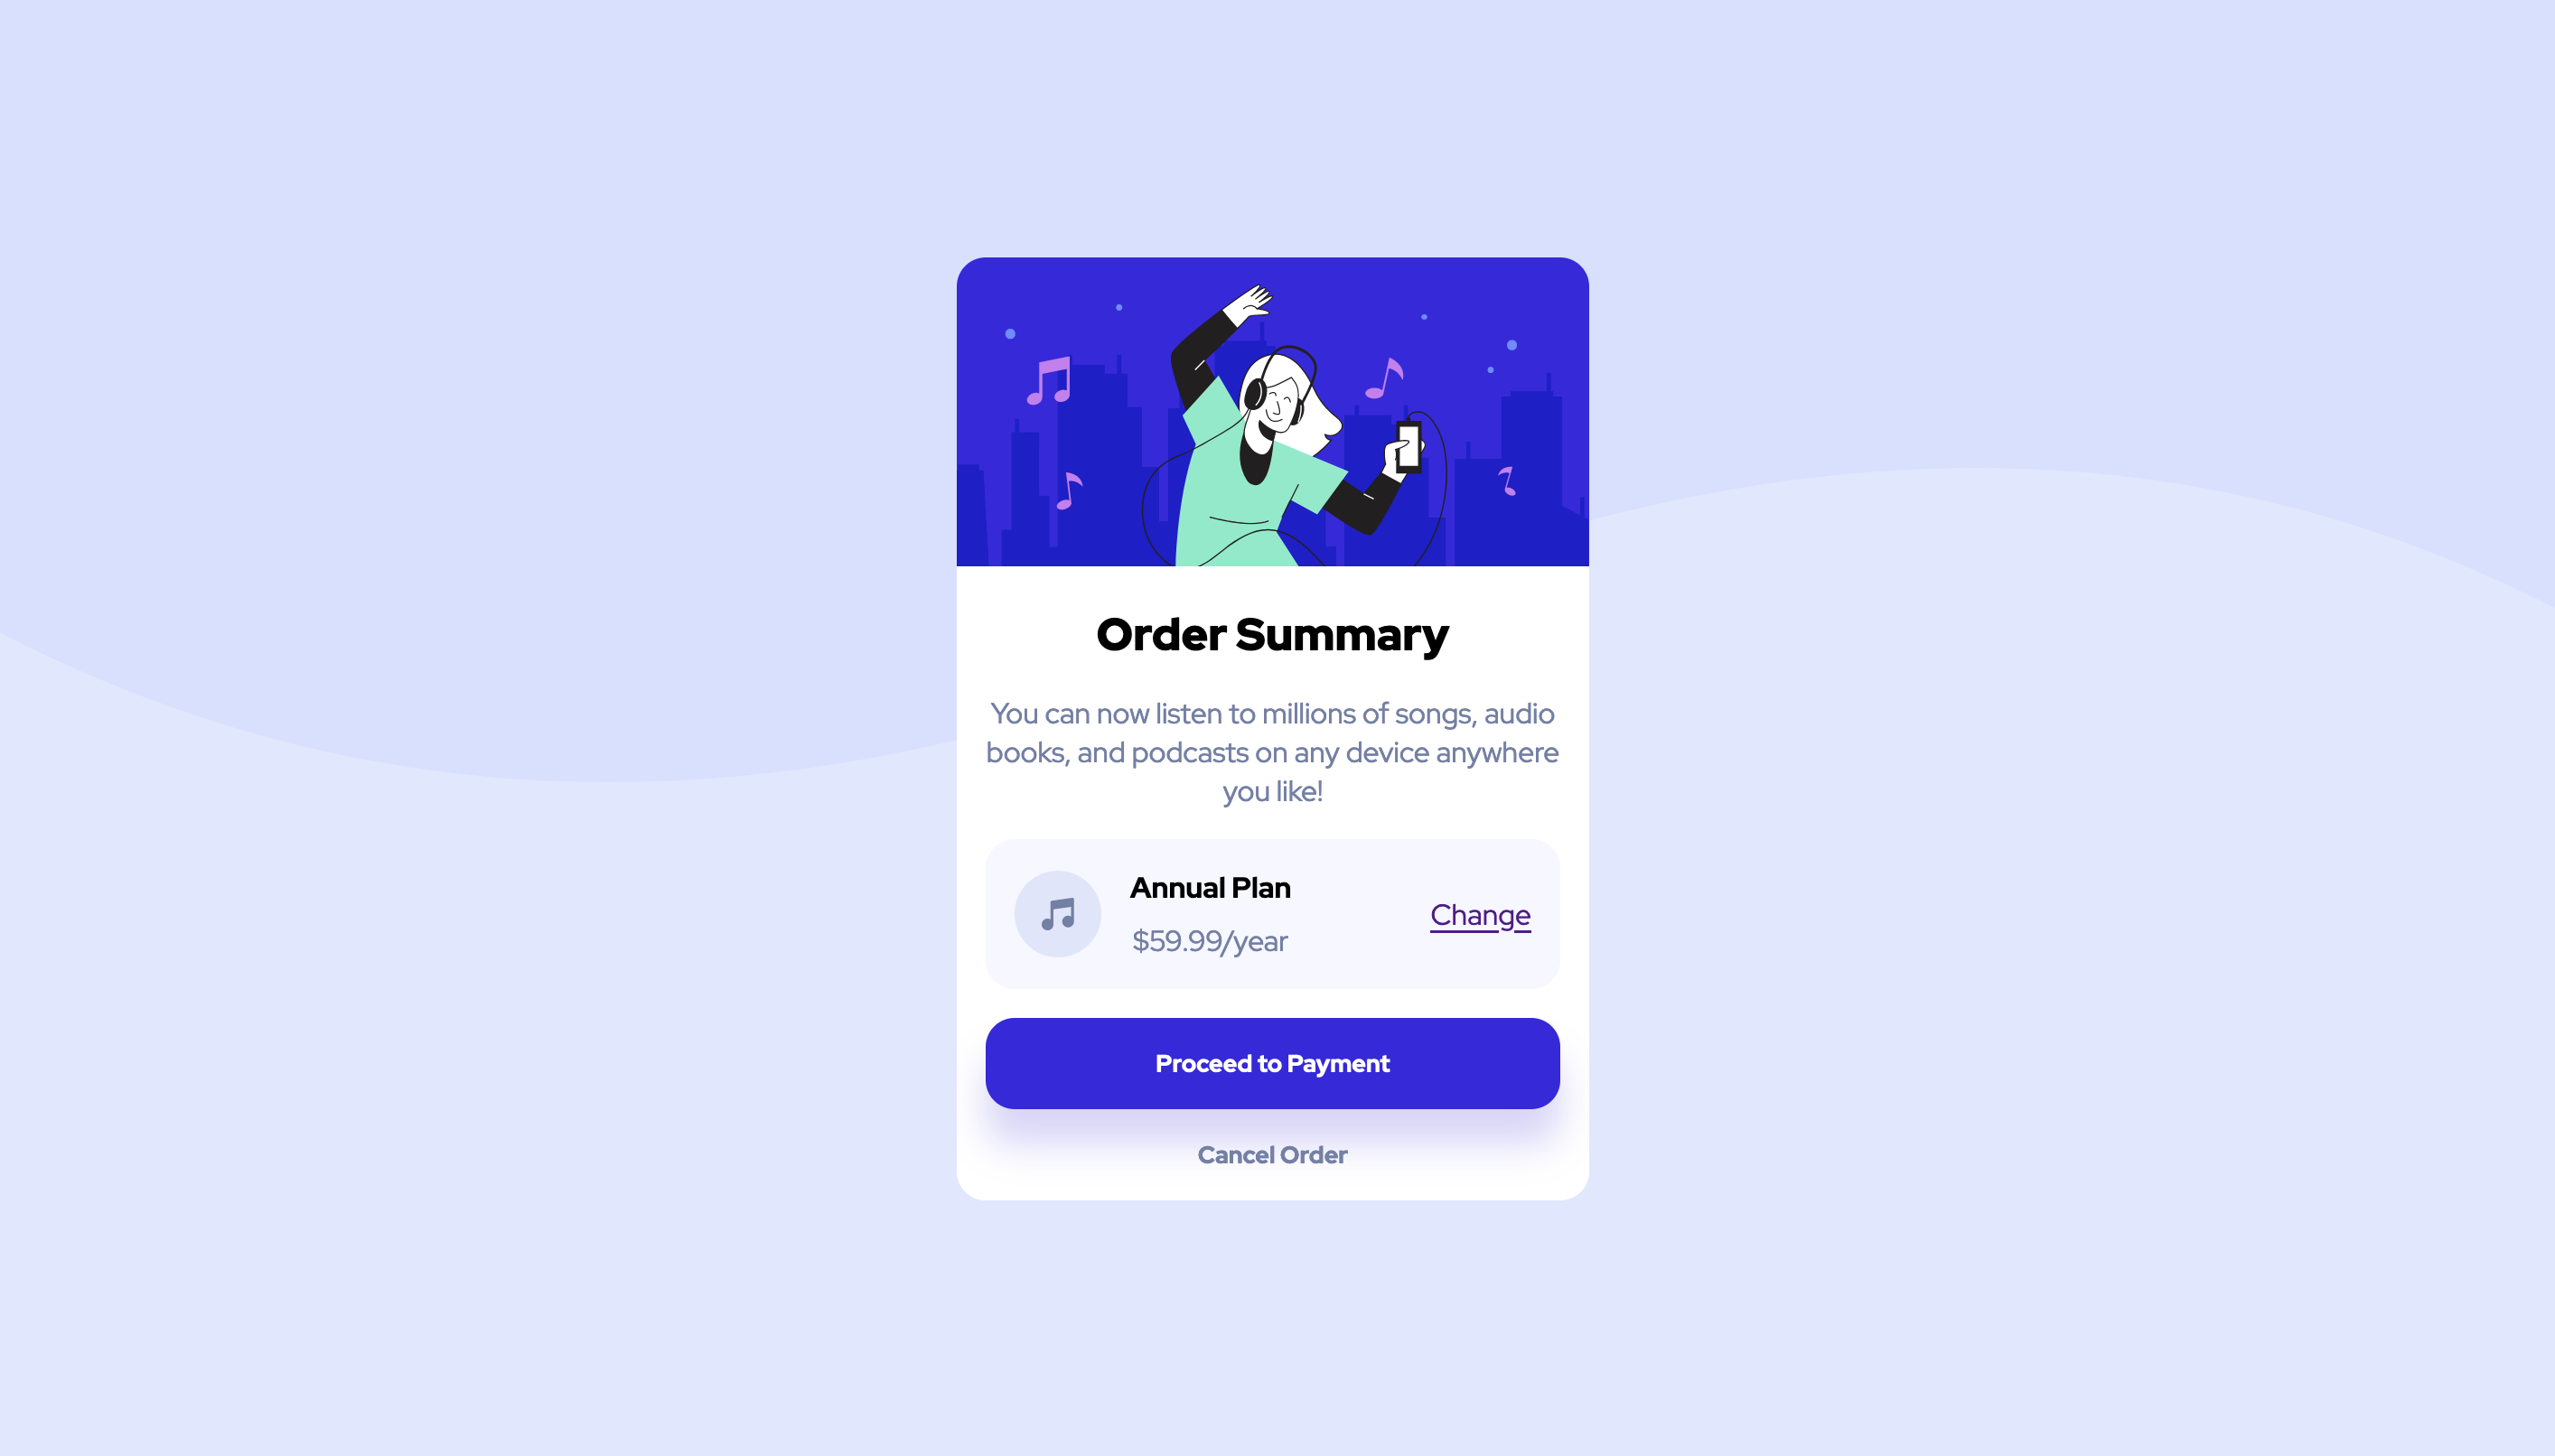 Order Summary
You can now listen to millions of songs, audio
books, and podcasts on any device anywhere
you like!
Annual Plan
$59.99/year
Change
Proceed to Payment
Cancel Order